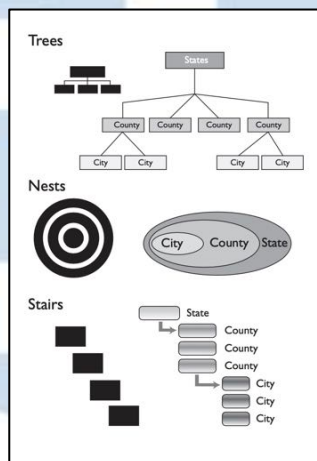 Trees
States
County County County County
City City City City
Nests
City County State
Stairs
State
County
County
County
City
City
City